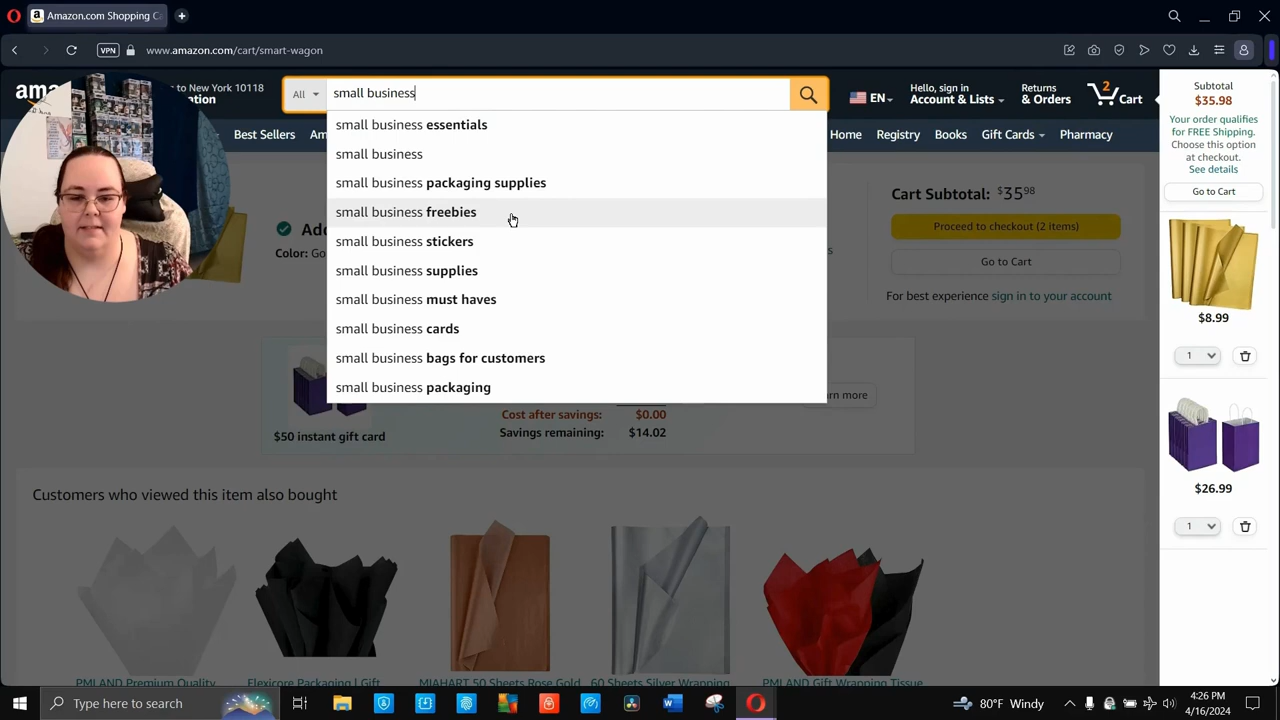 Amazon.com Shopping Ca
VPN
www.amazon.com/cart/smart-wagon
ama
to New York 10118
All
small business
EN
Hello, sign in
Account & Lists
Returns
& Orders
2
Cart
Best Sellers
Am
Home
Registry
Books
Gift Cards
Pharmacy
small business essentials
small business
small business packaging supplies
small business freebies
small business stickers
small business supplies
small business must haves
small business cards
small business bags for customers
small business packaging
Add
Color: Go
Cart Subtotal: $35.98
Proceed to checkout (2 items)
Go to Cart
For best experience sign in to your account
$50 instant gift card
Cost after savings: $0.00
Savings remaining: $14.02
rn more
Customers who viewed this item also bought
PMLAND Premium Quality
Flexicore Packaging | Gift
MIAHART 50 Sheets Rose Gold
60 Sheets Silver Wrapping
PMLAND Gift Wrapping Tissue
Subtotal
$35.98
Your order qualifies
for FREE Shipping.
Choose this option
at checkout.
See details
Go to Cart
$8.99
1
$26.99
1
Type here to search
80°F Windy
4:26 PM
4/16/2024